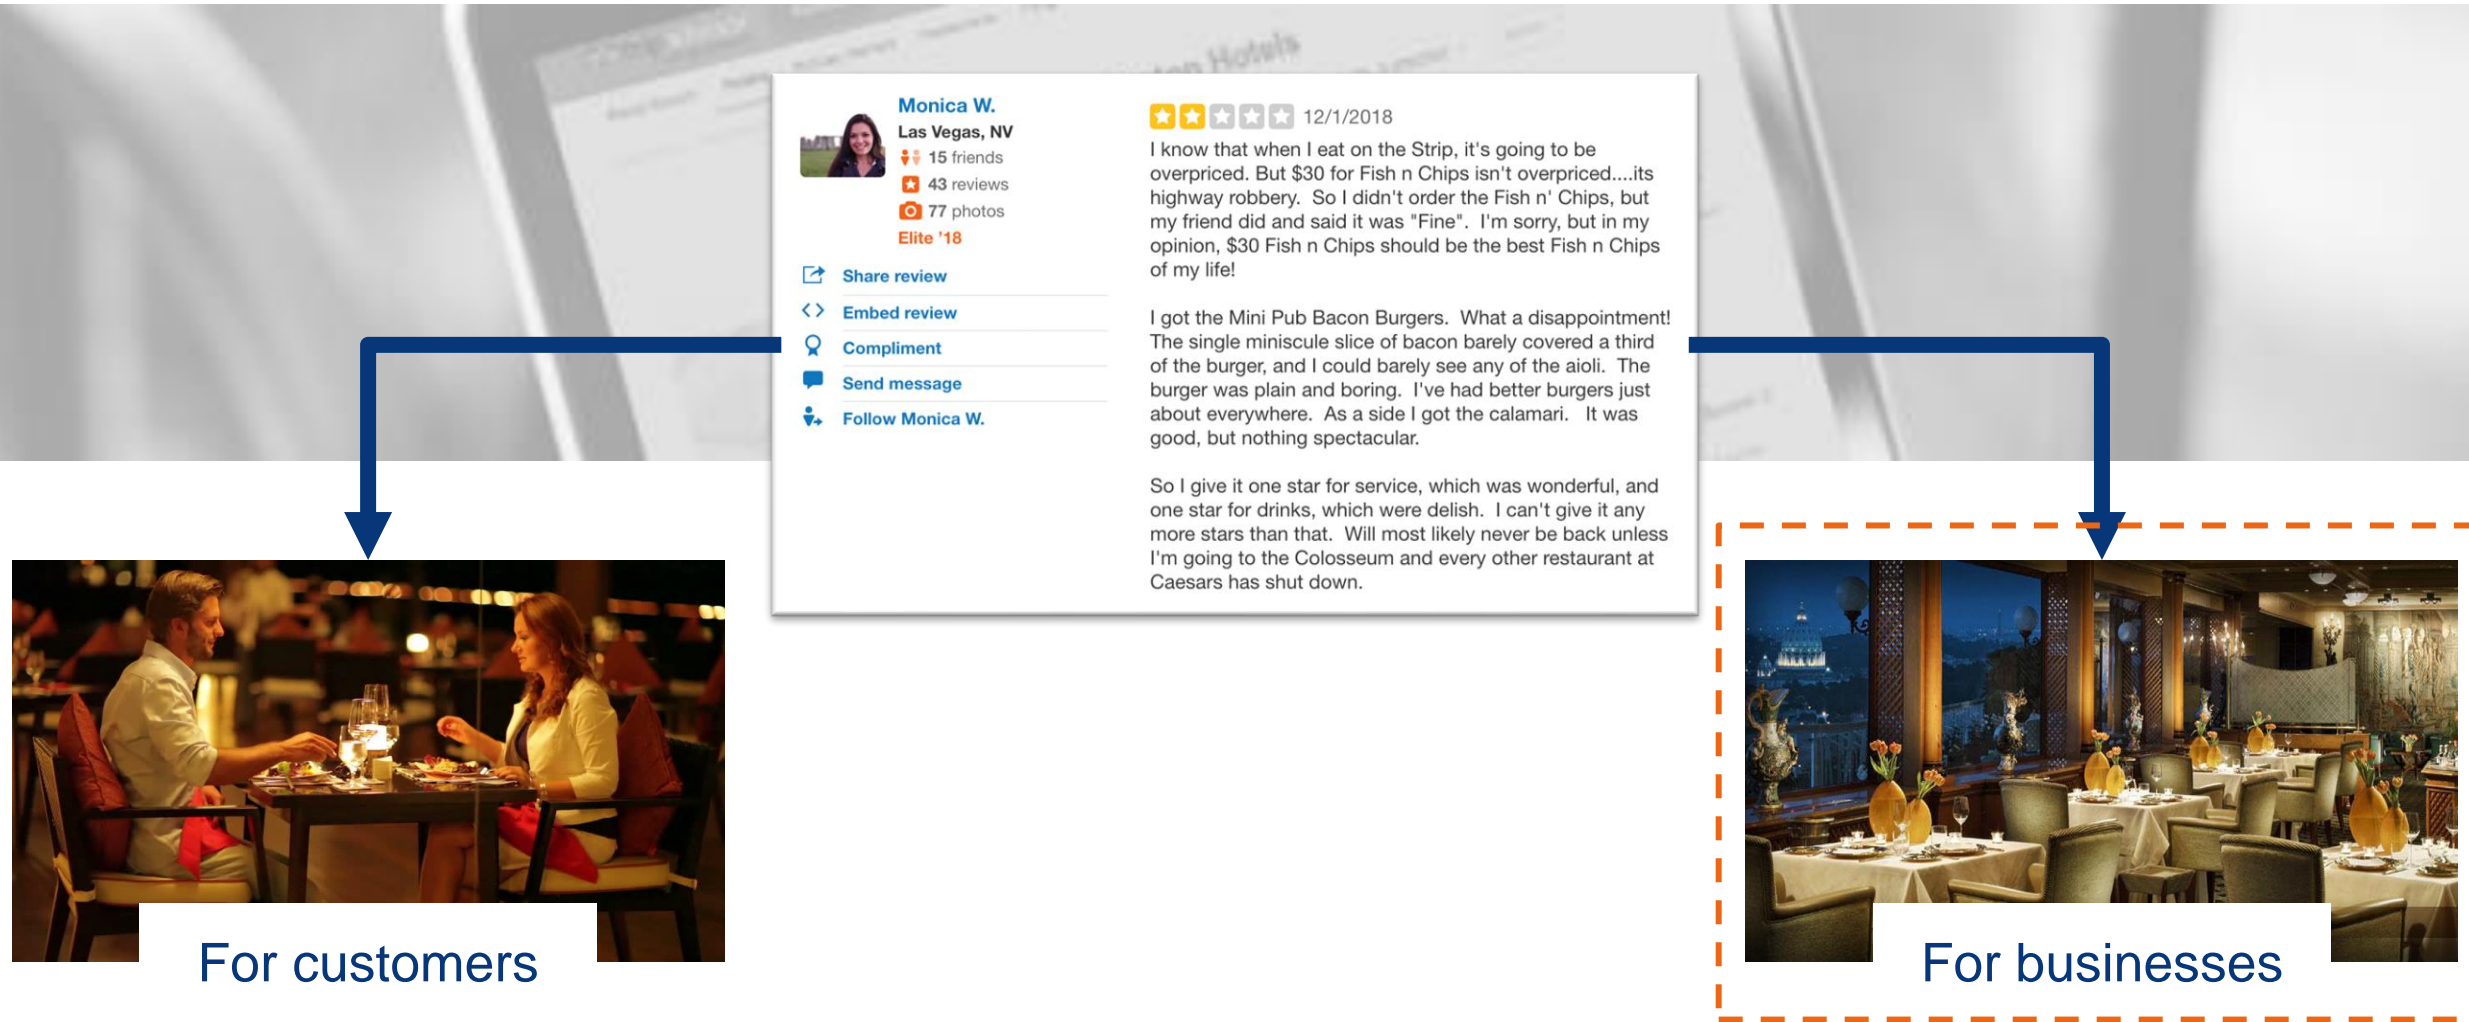 Hotels
Monica W.
Las Vegas, NV
15 friends
43 reviews
77 photos
Elite ’18
Share review
Embed review
Compliment
Send message
Follow Monica W.
12/1/2018
I know that when I eat on the Strip, it's going to be
overpriced. But $30 for Fish n Chips isn't overpriced....its
highway robbery.  So I didn't order the Fish n' Chips, but
my friend did and said it was "Fine".  I'm sorry, but in my
opinion, $30 Fish n Chips should be the best Fish n Chips
of my life!
I got the Mini Pub Bacon Burgers.  What a disappointment!
The single miniscule slice of bacon barely covered a third
of the burger, and I could barely see any of the aioli.  The
burger was plain and boring.  I've had better burgers just
about everywhere.  As a side I got the calamari.   It was
good, but nothing spectacular.
So I give it one star for service, which was wonderful, and
one star for drinks, which were delish.  I can't give it any
more stars than that.  Will most likely never be back unless
I'm going to the Colosseum and every other restaurant at
Caesars has shut down.
For customers
For businesses